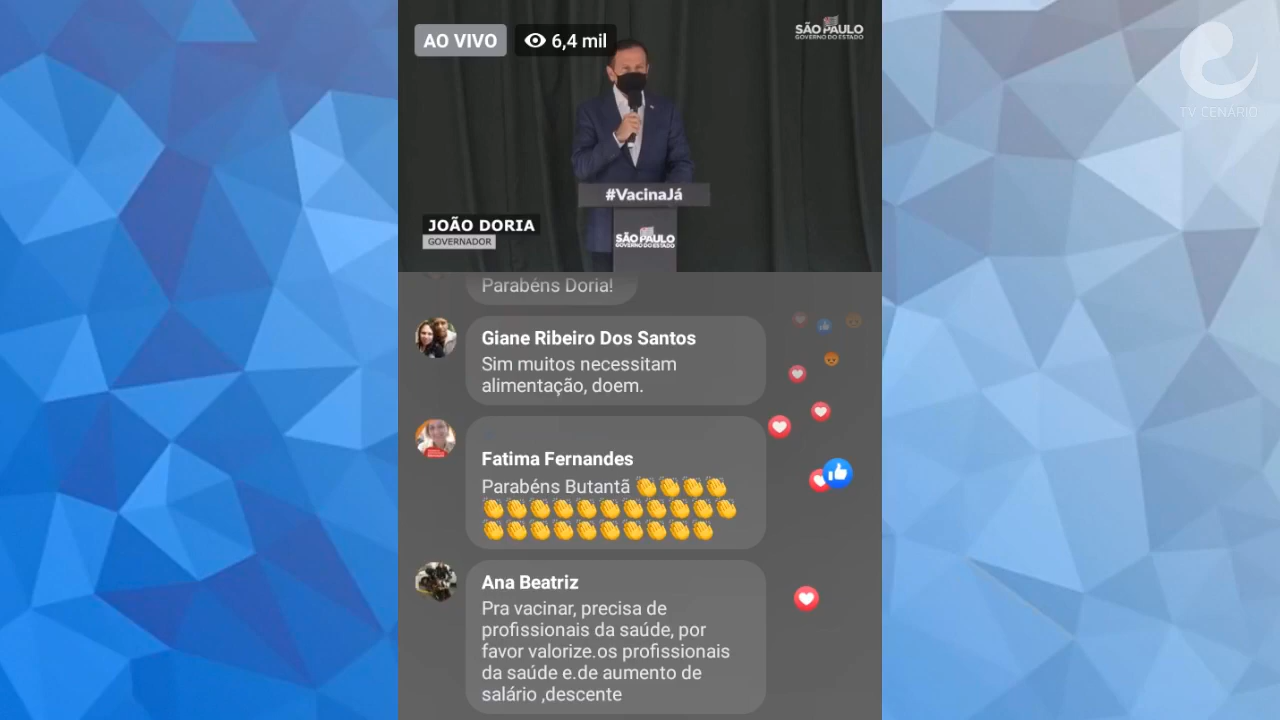 AO VIVO
6,4 mil
SÃO PAULO
GOVERNO DO ESTADO
TV CENÁRIO
#VacinaJá
JOÃO DORIA
GOVERNADOR
SÃO PAULO
GOVERNO DO ESTADO
Parabéns Doria!
Giane Ribeiro Dos Santos
Sim muitos necessitam
alimentação, doem.
Fatima Fernandes
Parabéns Butantã 👏👏👏👏
👏👏👏👏👏👏👏👏👏👏👏
👏👏👏👏👏👏👏👏👏👏
Ana Beatriz
Pra vacinar, precisa de
profissionais da saúde, por
favor valorize.os profissionais
da saúde e.de aumento de
salário ,descente